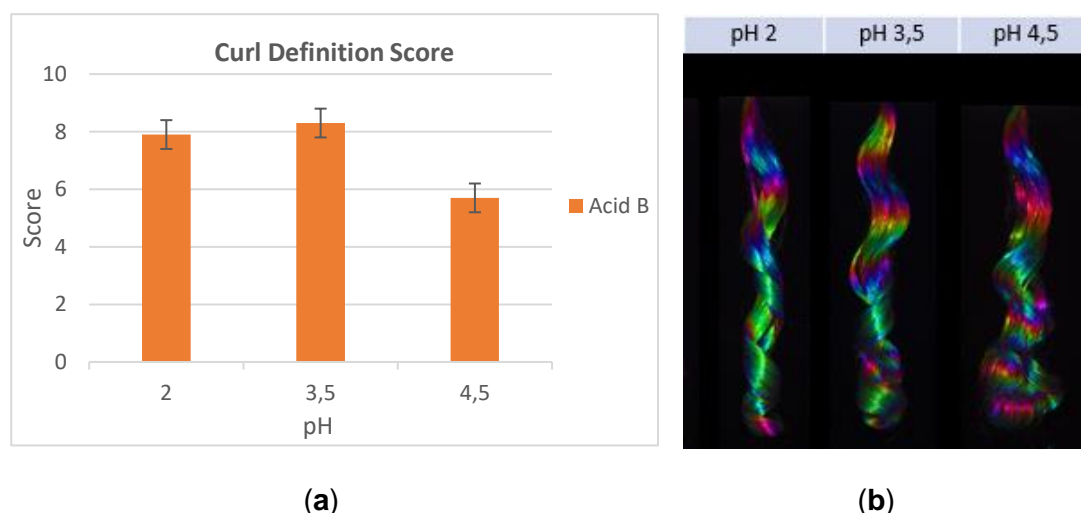 Curl Definition Score
10
8
6
4
2
0
Score
2
3,5
4,5
pH
Acid B
(a)
pH 2
pH 3,5
pH 4,5
(b)